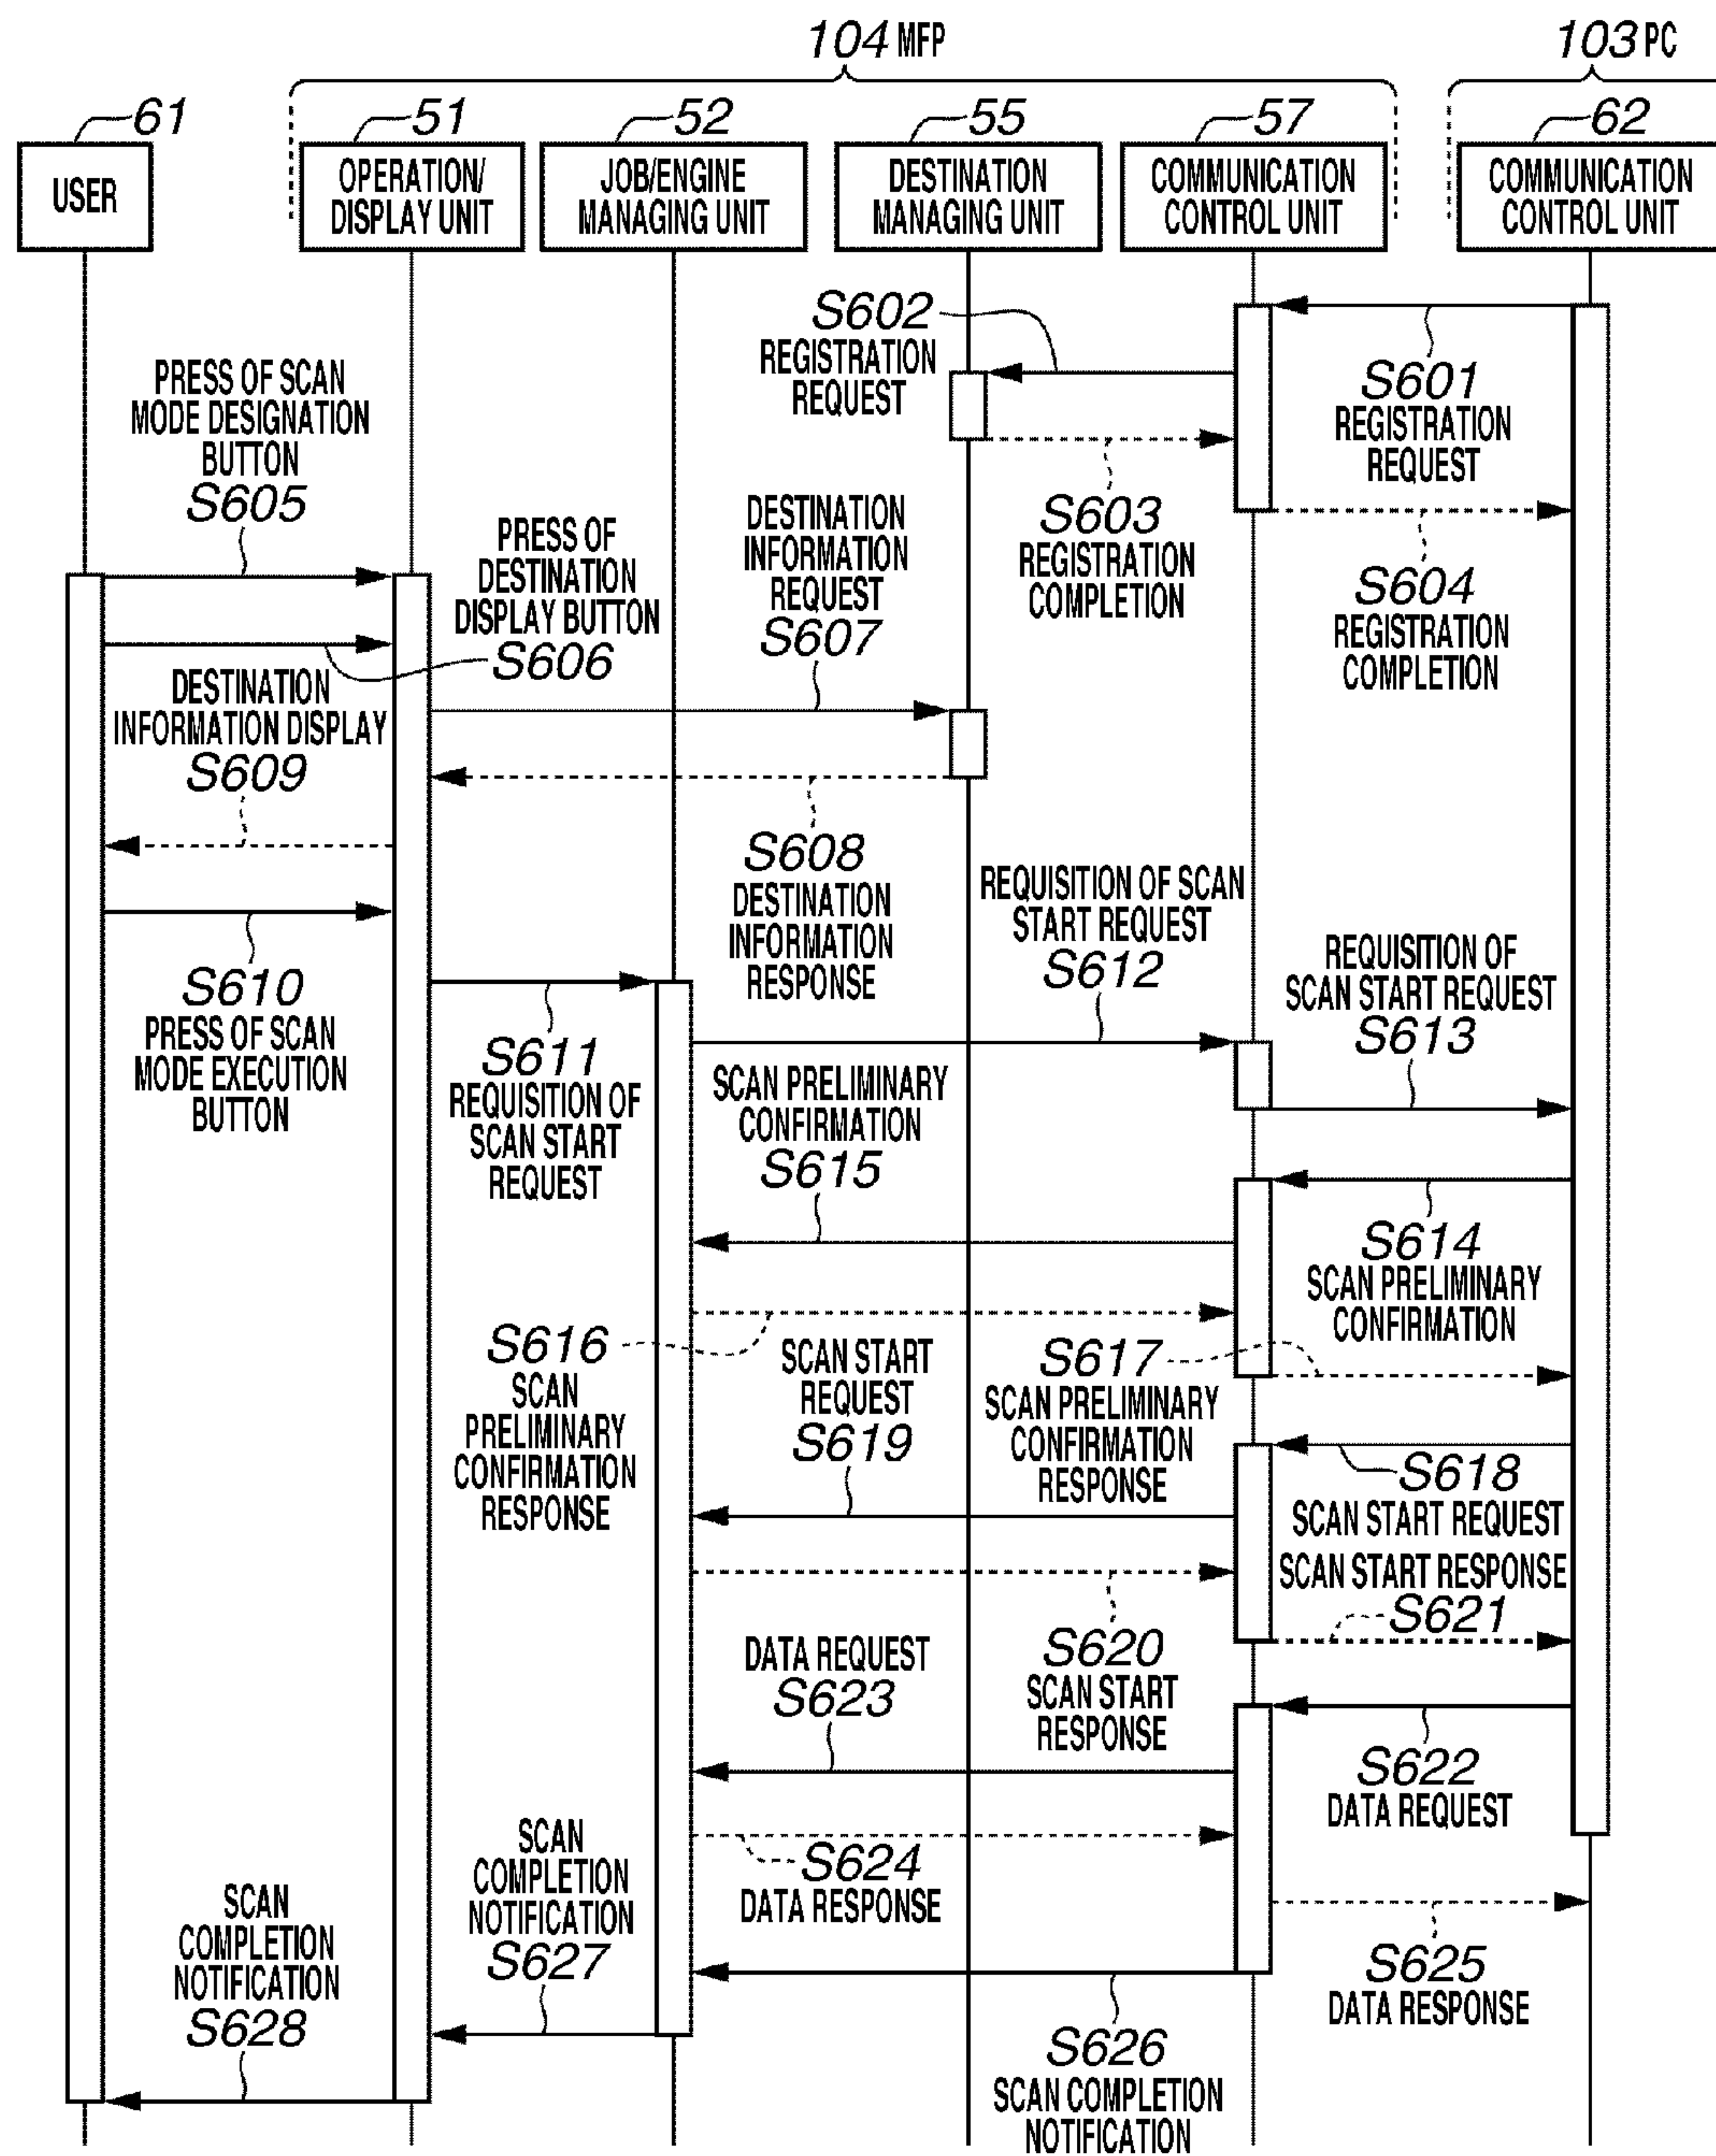 104 MFP
103 PC
61
51
52
55
57
62
USER
OPERATION/
DISPLAY UNIT
JOB/ENGINE
MANAGING UNIT
DESTINATION
MANAGING UNIT
COMMUNICATION
CONTROL UNIT
COMMUNICATION
CONTROL UNIT
S602
REGISTRATION
REQUEST
S601
REGISTRATION
REQUEST
PRESS OF SCAN
MODE DESIGNATION
BUTTON
S605
S603
REGISTRATION
COMPLETION
S604
REGISTRATION
COMPLETION
PRESS OF
DESTINATION
DISPLAY BUTTON
S606
DESTINATION
INFORMATION
REQUEST
S607
DESTINATION
INFORMATION DISPLAY
S609
S608
DESTINATION
INFORMATION
RESPONSE
S610
PRESS OF SCAN
MODE EXECUTION
BUTTON
S611
REQUISITION OF
SCAN START
REQUEST
REQUISITION OF SCAN
START REQUEST
S612
REQUISITION OF
SCAN START REQUEST
S613
SCAN PRELIMINARY
CONFIRMATION
S615
S614
SCAN PRELIMINARY
CONFIRMATION
S616
SCAN
PRELIMINARY
CONFIRMATION
RESPONSE
SCAN START
REQUEST
S619
S617
SCAN PRELIMINARY
CONFIRMATION
RESPONSE
S618
SCAN START REQUEST
SCAN START RESPONSE
S621
S620
SCAN START
RESPONSE
DATA REQUEST
S623
S622
DATA REQUEST
S624
DATA RESPONSE
SCAN
COMPLETION
NOTIFICATION
S627
SCAN
COMPLETION
NOTIFICATION
S628
S625
DATA RESPONSE
S626
SCAN COMPLETION
NOTIFICATION